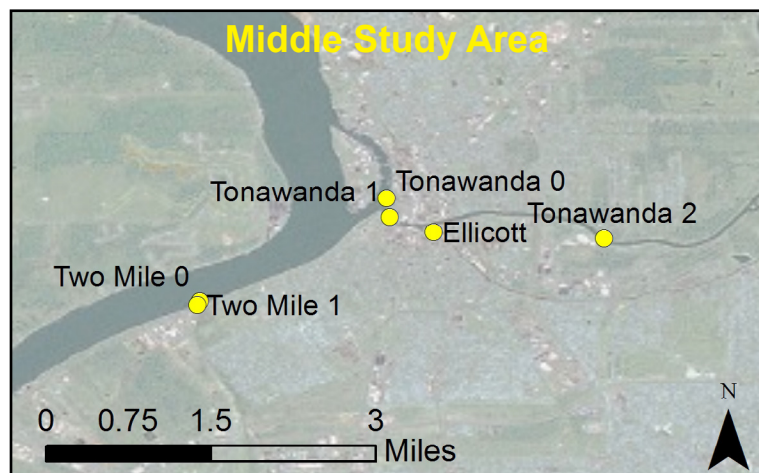 Middle Study Area
Tonawanda 1 Tonawanda 0
Tonawanda 2
Ellicott
Two Mile 0
Two Mile 1
0 0.75 1.5 3
Miles
N